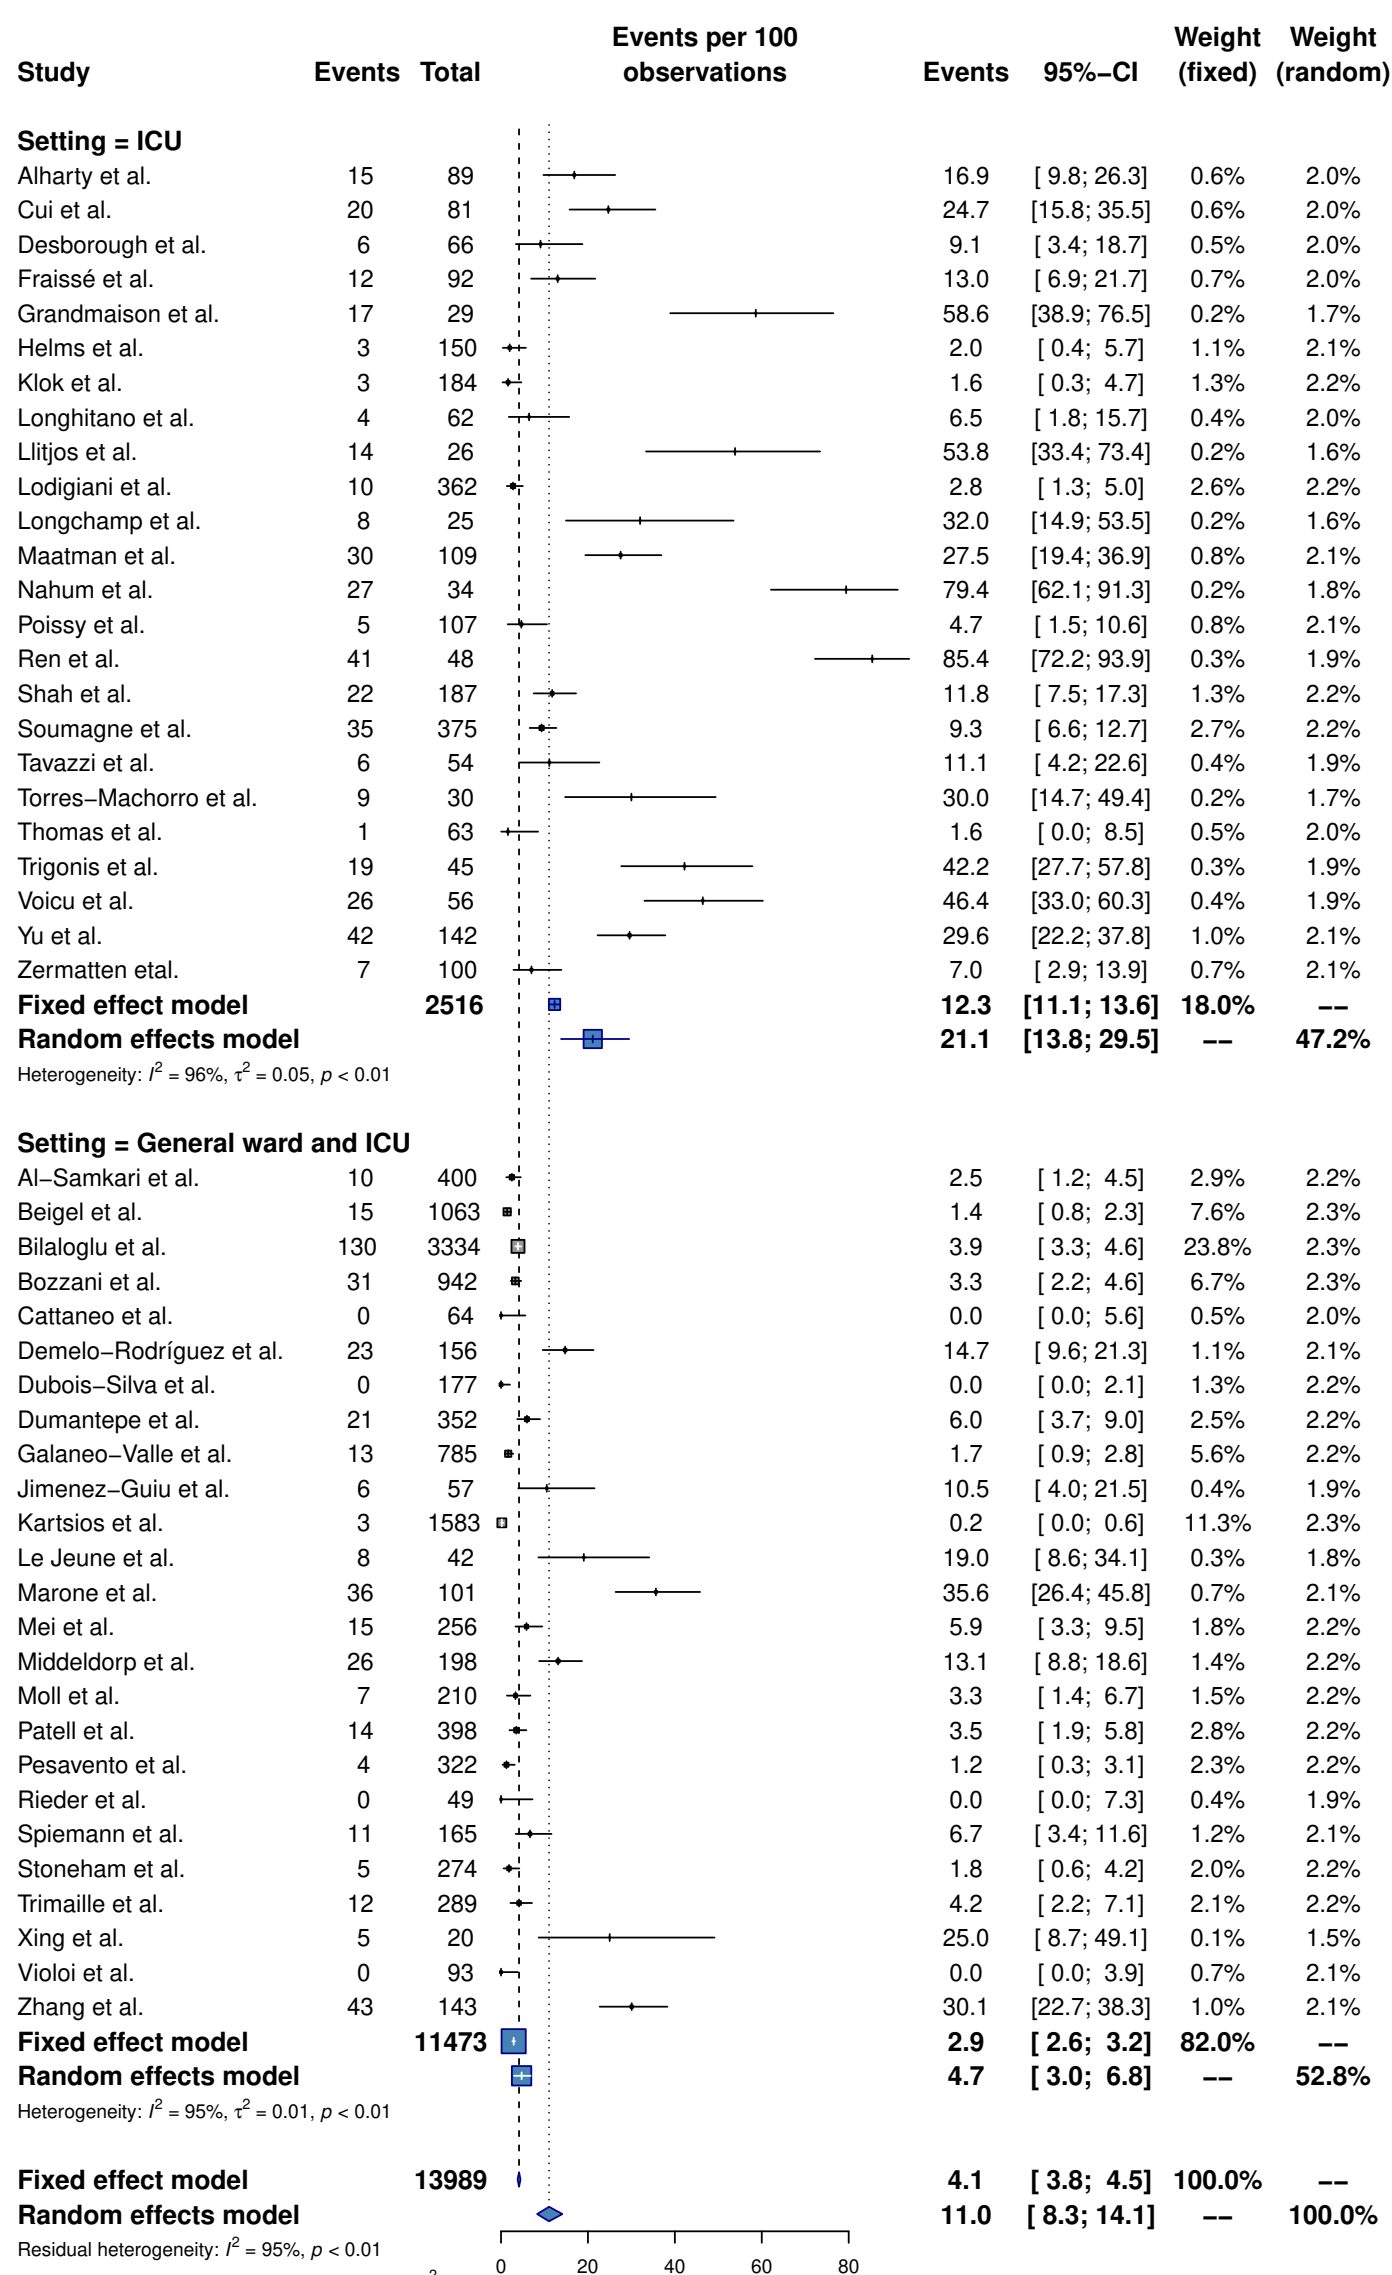 Events per 100 Weight Weight
Study Events Total observations Events 95%−CI (fixed) (random)
Setting = ICU
Alharty et al. 15 89 16.9 [ 9.8; 26.3] 0.6% 2.0%
Cui et al. 20 81 24.7 [15.8; 35.5] 0.6% 2.0%
Desborough et al. 6 66 9.1 [ 3.4; 18.7] 0.5% 2.0%
Fraissé et al. 12 92 13.0 [ 6.9; 21.7] 0.7% 2.0%
Grandmaison et al. 17 29 58.6 [38.9; 76.5] 0.2% 1.7%
Helms et al. 3 150 2.0 [ 0.4; 5.7] 1.1% 2.1%
Klok et al. 3 184 1.6 [ 0.3; 4.7] 1.3% 2.2%
Longhitano et al. 4 62 6.5 [ 1.8; 15.7] 0.4% 2.0%
Llitjos et al. 14 26 53.8 [33.4; 73.4] 0.2% 1.6%
Lodigiani et al. 10 362 2.8 [ 1.3; 5.0] 2.6% 2.2%
Longchamp et al. 8 25 32.0 [14.9; 53.5] 0.2% 1.6%
Maatman et al. 30 109 27.5 [19.4; 36.9] 0.8% 2.1%
Nahum et al. 27 34 79.4 [62.1; 91.3] 0.2% 1.8%
Poissy et al. 5 107 4.7 [ 1.5; 10.6] 0.8% 2.1%
Ren et al. 41 48 85.4 [72.2; 93.9] 0.3% 1.9%
Shah et al. 22 187 11.8 [ 7.5; 17.3] 1.3% 2.2%
Soumagne et al. 35 375 9.3 [ 6.6; 12.7] 2.7% 2.2%
Tavazzi et al. 6 54 11.1 [ 4.2; 22.6] 0.4% 1.9%
Torres−Machorro et al. 9 30 30.0 [14.7; 49.4] 0.2% 1.7%
Thomas et al. 1 63 1.6 [ 0.0; 8.5] 0.5% 2.0%
Trigonis et al. 19 45 42.2 [27.7; 57.8] 0.3% 1.9%
Voicu et al. 26 56 46.4 [33.0; 60.3] 0.4% 1.9%
Yu et al. 42 142 29.6 [22.2; 37.8] 1.0% 2.1%
Zermatten etal. 7 100 7.0 [ 2.9; 13.9] 0.7% 2.1%
Fixed effect model 2516 12.3 [11.1; 13.6] 18.0% −−
Random effects model 21.1 [13.8; 29.5] −− 47.2%
Heterogeneity: I² = 96%, τ² = 0.05, p < 0.01
Setting = General ward and ICU
Al−Samkari et al. 10 400 2.5 [ 1.2; 4.5] 2.9% 2.2%
Beigel et al. 15 1063 1.4 [ 0.8; 2.3] 7.6% 2.3%
Bilaloglu et al. 130 3334 3.9 [ 3.3; 4.6] 23.8% 2.3%
Bozzani et al. 31 942 3.3 [ 2.2; 4.6] 6.7% 2.3%
Cattaneo et al. 0 64 0.0 [ 0.0; 5.6] 0.5% 2.0%
Demelo−Rodríguez et al. 23 156 14.7 [ 9.6; 21.3] 1.1% 2.1%
Dubois−Silva et al. 0 177 0.0 [ 0.0; 2.1] 1.3% 2.2%
Dumantepe et al. 21 352 6.0 [ 3.7; 9.0] 2.5% 2.2%
Galaneo−Valle et al. 13 785 1.7 [ 0.9; 2.8] 5.6% 2.2%
Jimenez−Guiu et al. 6 57 10.5 [ 4.0; 21.5] 0.4% 1.9%
Kartsios et al. 3 1583 0.2 [ 0.0; 0.6] 11.3% 2.3%
Le Jeune et al. 8 42 19.0 [ 8.6; 34.1] 0.3% 1.8%
Marone et al. 36 101 35.6 [26.4; 45.8] 0.7% 2.1%
Mei et al. 15 256 5.9 [ 3.3; 9.5] 1.8% 2.2%
Middeldorp et al. 26 198 13.1 [ 8.8; 18.6] 1.4% 2.2%
Moll et al. 7 210 3.3 [ 1.4; 6.7] 1.5% 2.2%
Patell et al. 14 398 3.5 [ 1.9; 5.8] 2.8% 2.2%
Pesavento et al. 4 322 1.2 [ 0.3; 3.1] 2.3% 2.2%
Rieder et al. 0 49 0.0 [ 0.0; 7.3] 0.4% 1.9%
Spiemann et al. 11 165 6.7 [ 3.4; 11.6] 1.2% 2.1%
Stoneham et al. 5 274 1.8 [ 0.6; 4.2] 2.0% 2.2%
Trimaille et al. 12 289 4.2 [ 2.2; 7.1] 2.1% 2.2%
Xing et al. 5 20 25.0 [ 8.7; 49.1] 0.1% 1.5%
Violoi et al. 0 93 0.0 [ 0.0; 3.9] 0.7% 2.1%
Zhang et al. 43 143 30.1 [22.7; 38.3] 1.0% 2.1%
Fixed effect model 11473 2.9 [ 2.6; 3.2] 82.0% −−
Random effects model 4.7 [ 3.0; 6.8] −− 52.8%
Heterogeneity: I² = 95%, τ² = 0.01, p < 0.01
Fixed effect model 13989 4.1 [ 3.8; 4.5] 100.0% −−
Random effects model 11.0 [ 8.3; 14.1] −− 100.0%
Residual heterogeneity: I² = 95%, p < 0.01
0 20 40 60 80